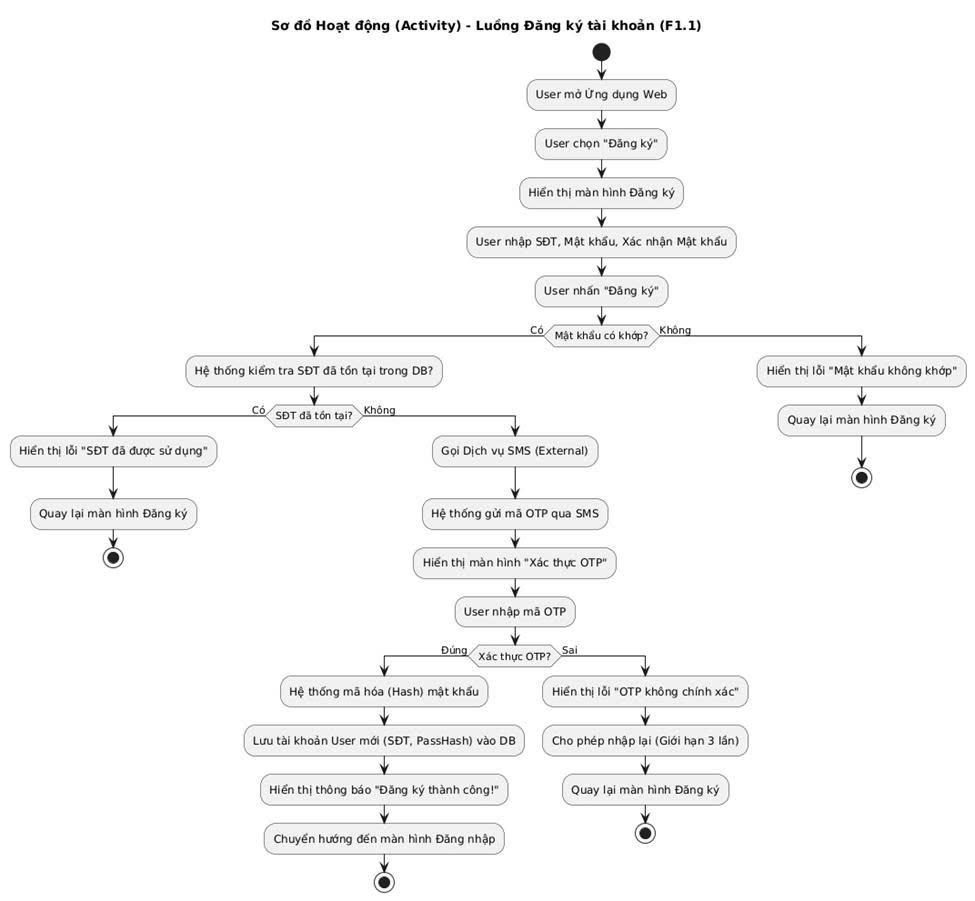 Sơ đồ Hoạt động (Activity) - Luồng Đăng ký tài khoản (F1.1)
User mở Ứng dụng Web
User chọn "Đăng ký"
Hiển thị màn hình Đăng ký
User nhập SĐT, Mật khẩu, Xác nhận Mật khẩu
User nhấn "Đăng ký"
Có
Mật khẩu có khớp?
Không
Hệ thống kiểm tra SĐT đã tồn tại trong DB?
Có
SĐT đã tồn tại?
Không
Hiển thị lỗi "SĐT đã được sử dụng"
Quay lại màn hình Đăng ký
Gọi Dịch vụ SMS (External)
Hệ thống gửi mã OTP qua SMS
Hiển thị màn hình "Xác thực OTP"
User nhập mã OTP
Đúng
Xác thực OTP?
Sai
Hệ thống mã hóa (Hash) mật khẩu
Lưu tài khoản User mới (SĐT, PassHash) vào DB
Hiển thị thông báo "Đăng ký thành công!"
Chuyển hướng đến màn hình Đăng nhập
Hiển thị lỗi "OTP không chính xác"
Cho phép nhập lại (Giới hạn 3 lần)
Quay lại màn hình Đăng ký
Hiển thị lỗi "Mật khẩu không khớp"
Quay lại màn hình Đăng ký